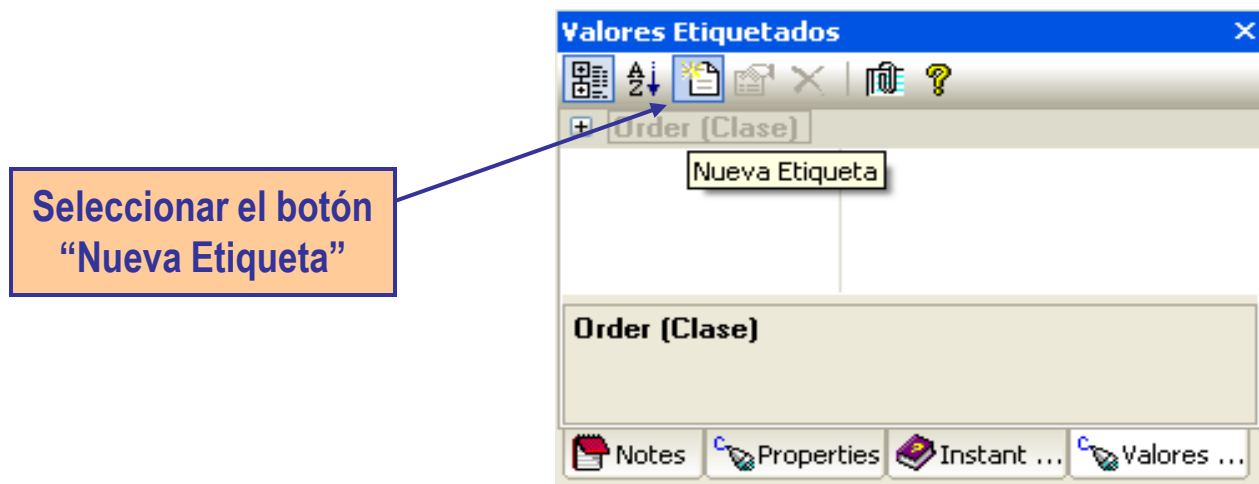 Valores Etiquetados
Order (Clase)
Nueva Etiqueta
Seleccionar el botón
“Nueva Etiqueta”
Order (Clase)
Notes Properties Instant ... Valores ...